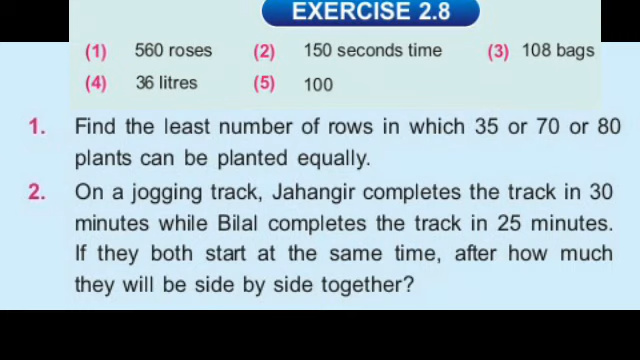 EXERCISE 2.8
(1) 560 roses (2) 150 seconds time (3) 108 bags
(4) 36 litres (5) 100
1. Find the least number of rows in which 35 or 70 or 80
plants can be planted equally.
2. On a jogging track, Jahangir completes the track in 30
minutes while Bilal completes the track in 25 minutes.
If they both start at the same time, after how much
they will be side by side together?